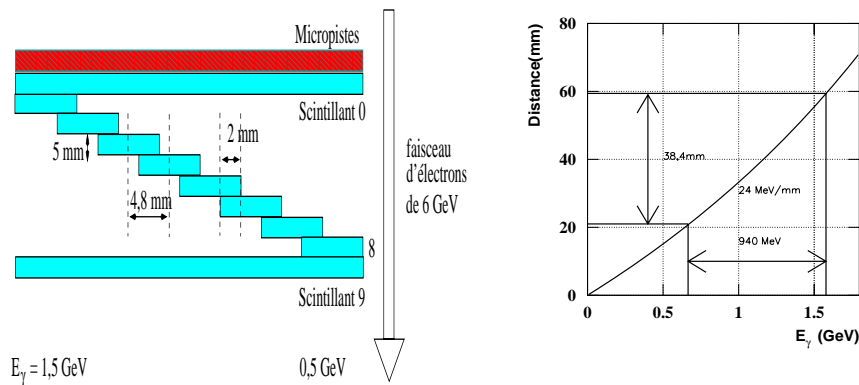 Micropistes
Scintillant 0
2 mm
5 mm
4,8 mm
8
Scintillant 9
faisceau
d'électrons
de 6 GeV
Eγ = 1,5 GeV
0,5 GeV
Distance(mm)
80
60
40
20
0
38,4mm
24 MeV/mm
940 MeV
0
0.5
1
1.5
Eγ (GeV)